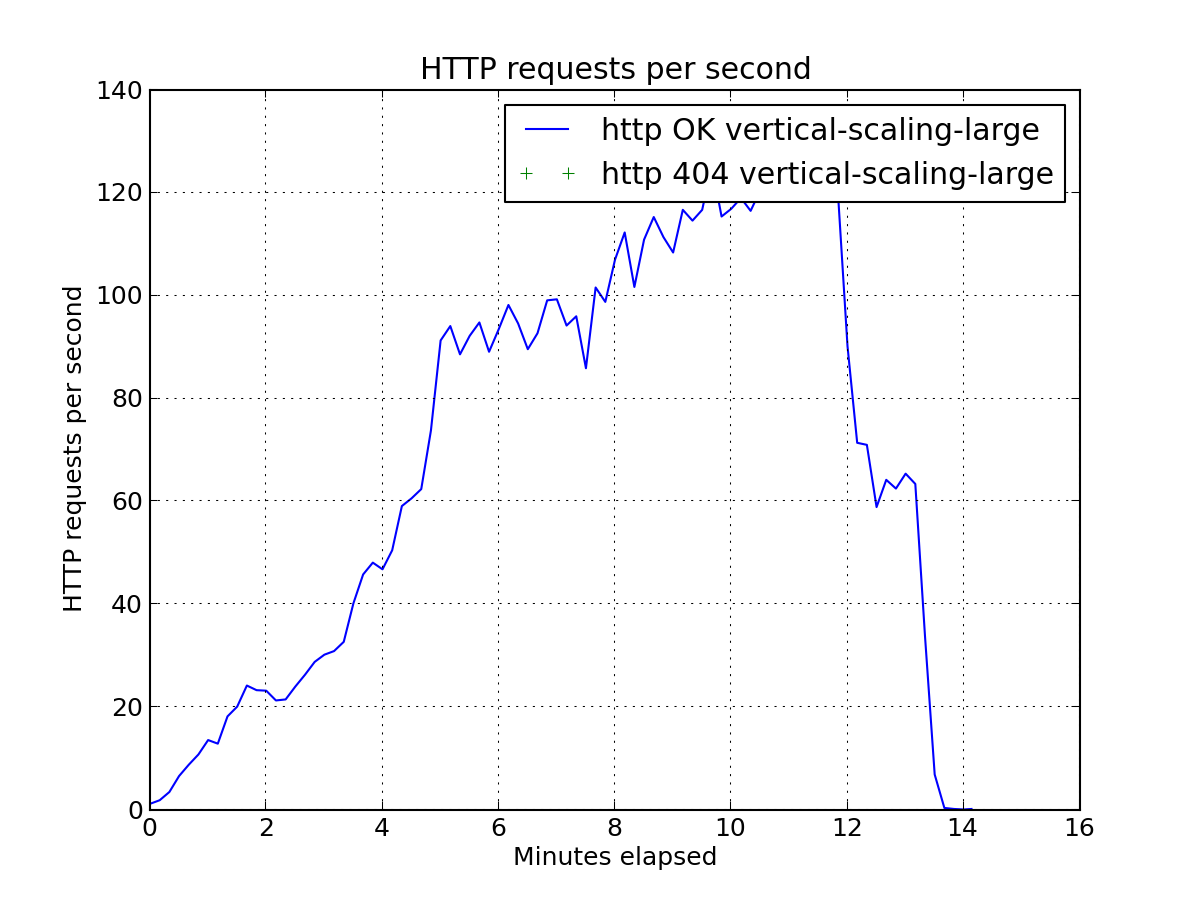 HTTP requests per second
140
http OK vertical-scaling-large
http 404 vertical-scaling-large
120
100
80
60
40
20
0
HTTP requests per second
0 2 4 6 8 10 12 14 16
Minutes elapsed